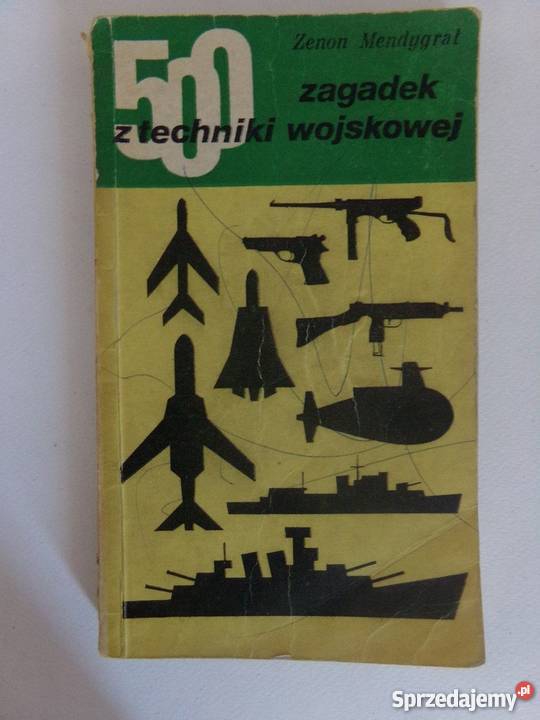 Zenon Mendygrał
500 zagadek
z techniki wojskowej
Sprzedajemy.pl